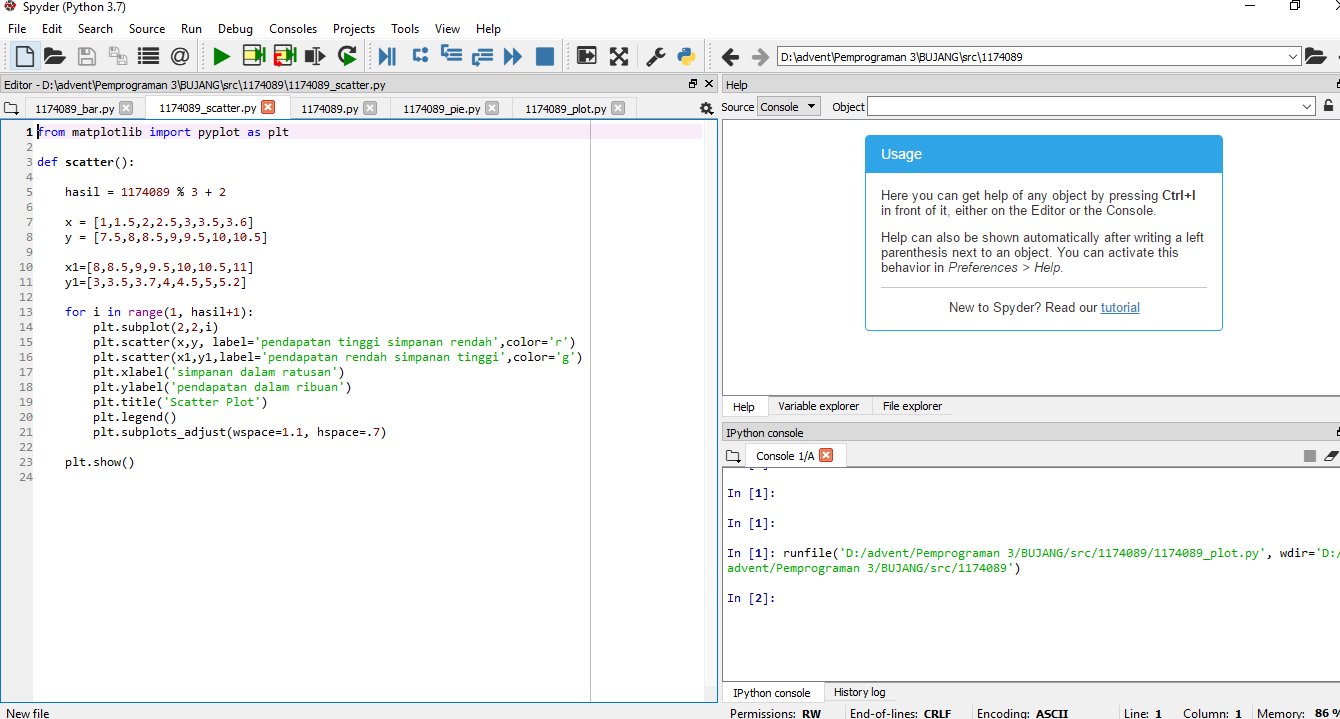 Spyder (Python 3.7)
File Edit Search Source Run Debug Consoles Projects Tools View Help
D:\advent\Pemprograman 3\BUJANG\src\1174089
Editor - D:\advent\Pemprograman 3\BUJANG\src\1174089\1174089_scatter.py
1174089_bar.py 1174089_scatter.py 1174089.py 1174089_pie.py 1174089_plot.py
1 from matplotlib import pyplot as plt
2
3 def scatter():
4
5     hasil = 1174089 % 3 + 2
6
7     x = [1,1.5,2,2.5,3,3.5,3.6]
8     y = [7.5,8,8.5,9,9.5,10,10.5]
9
10     x1=[8,8.5,9,9.5,10,10.5,11]
11     y1=[3,3.5,3.7,4,4.5,5,5.2]
12
13     for i in range(1, hasil+1):
14         plt.subplot(2,2,i)
15         plt.scatter(x,y, label='pendapatan tinggi simpanan rendah',color='r')
16         plt.scatter(x1,y1,label='pendapatan rendah simpanan tinggi',color='g')
17         plt.xlabel('simpanan dalam ratusan')
18         plt.ylabel('pendapatan dalam ribuan')
19         plt.title('Scatter Plot')
20         plt.legend()
21         plt.subplots_adjust(wspace=1.1, hspace=.7)
22
23     plt.show()
24
Help
Source Console Object
Usage
Here you can get help of any object by pressing Ctrl+I
in front of it, either on the Editor or the Console.
Help can also be shown automatically after writing a left
parenthesis next to an object. You can activate this
behavior in Preferences > Help.
New to Spyder? Read our tutorial
Help Variable explorer File explorer
IPython console
Console 1/A
In [1]:
In [1]:
In [1]: runfile('D:/advent/Pemprograman 3/BUJANG/src/1174089/1174089_plot.py', wdir='D:/
advent/Pemprograman 3/BUJANG/src/1174089')
In [2]:
IPython console History log
New file Permissions: RW End-of-lines: CRLF Encoding: ASCII Line: 1 Column: 1 Memory: 86 %